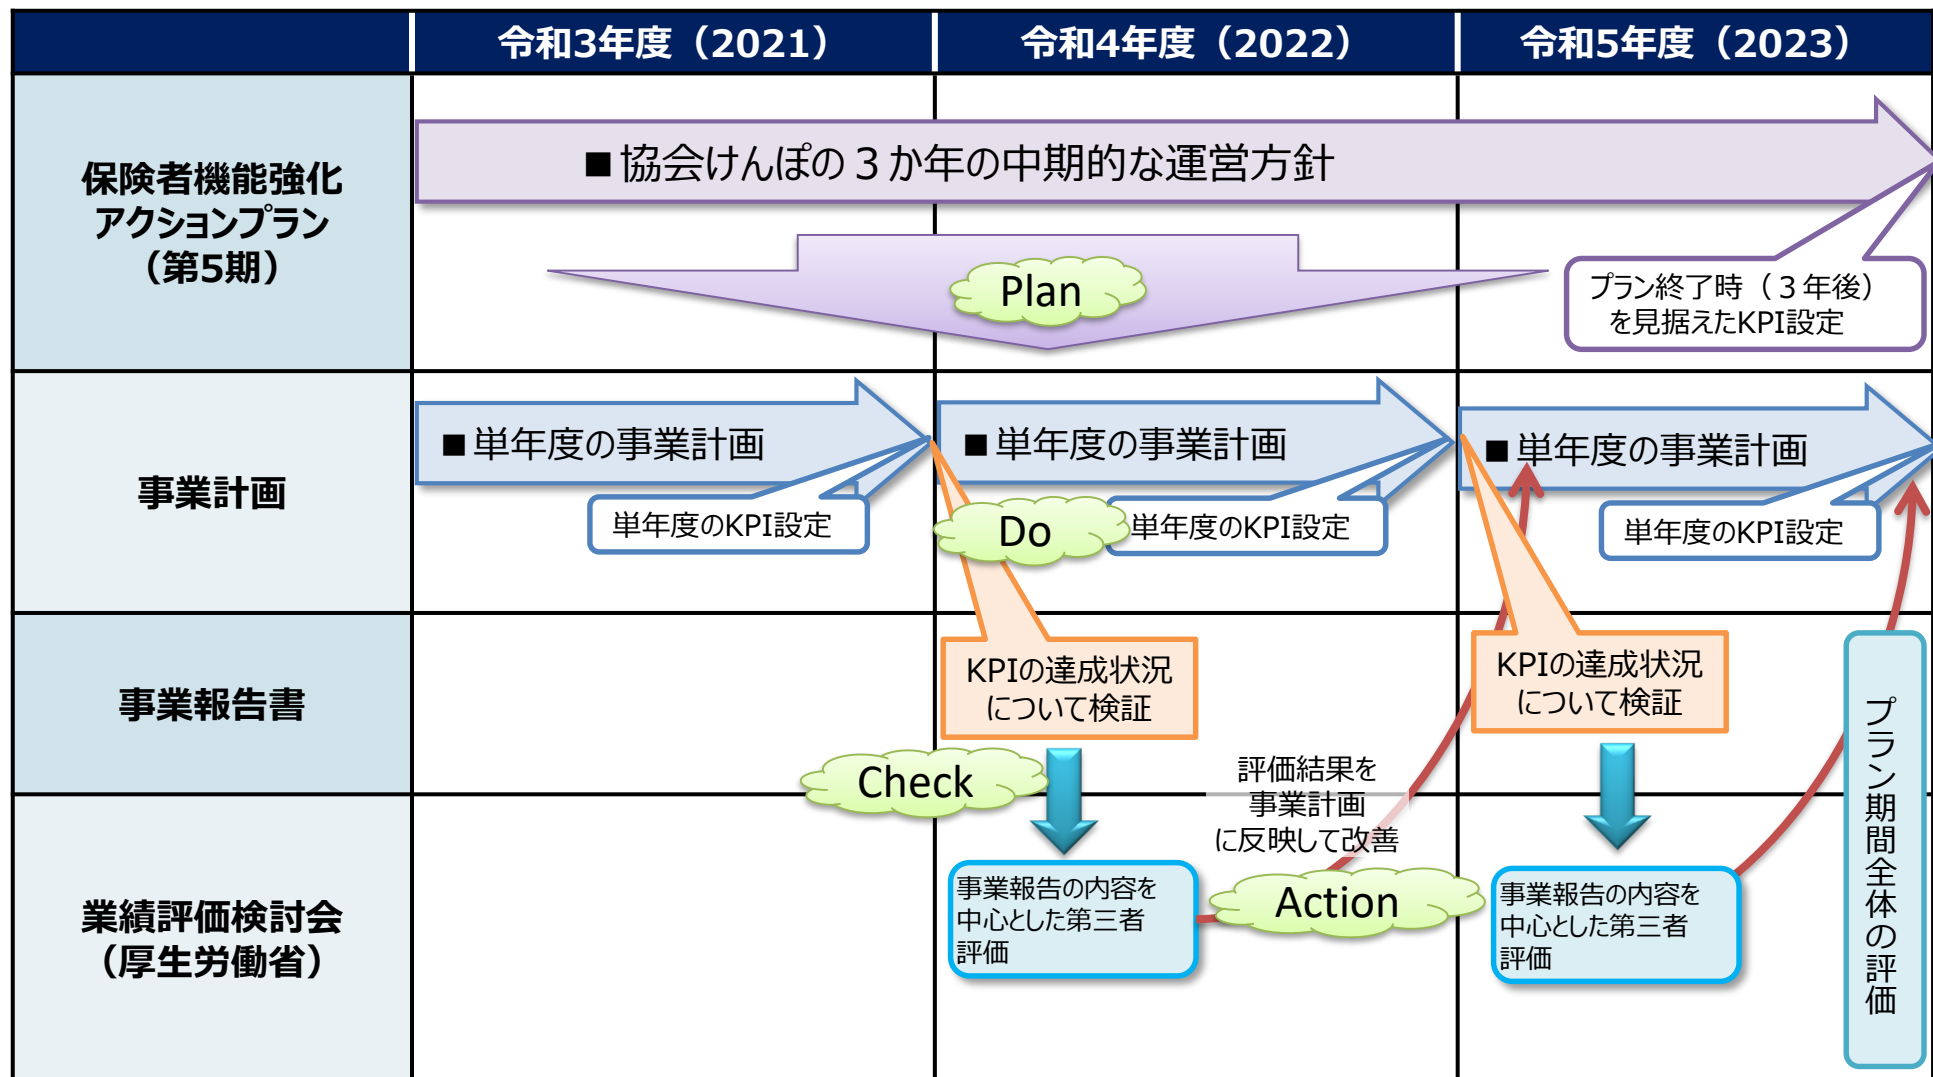 令和3年度（2021）
令和4年度（2022）
令和5年度（2023）
保険者機能強化
アクションプラン
（第5期）
■協会けんぽの３か年の中期的な運営方針
Plan
プラン終了時（３年後）
を見据えたKPI設定
事業計画
■単年度の事業計画
単年度のKPI設定
■単年度の事業計画
Do
単年度のKPI設定
■単年度の事業計画
単年度のKPI設定
事業報告書
KPIの達成状況
について検証
KPIの達成状況
について検証
Check
評価結果を
事業計画
に反映して改善
業績評価検討会
（厚生労働省）
事業報告の内容を
中心とした第三者
評価
Action
事業報告の内容を
中心とした第三者
評価
プラン期間全体の評価